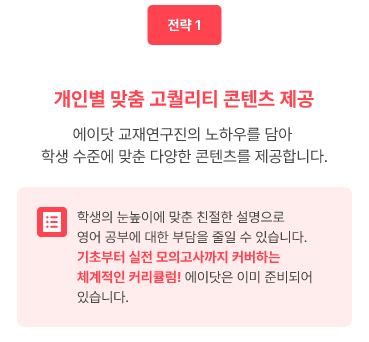 전략 1
개인별 맞춤 고퀄리티 콘텐츠 제공
에이닷 교재연구진의 노하우를 담아
학생 수준에 맞춘 다양한 콘텐츠를 제공합니다.
학생의 눈높이에 맞춘 친절한 설명으로
영어 공부에 대한 부담을 줄일 수 있습니다.
기초부터 실전 모의고사까지 커버하는
체계적인 커리큘럼! 에이닷은 이미 준비되어
있습니다.